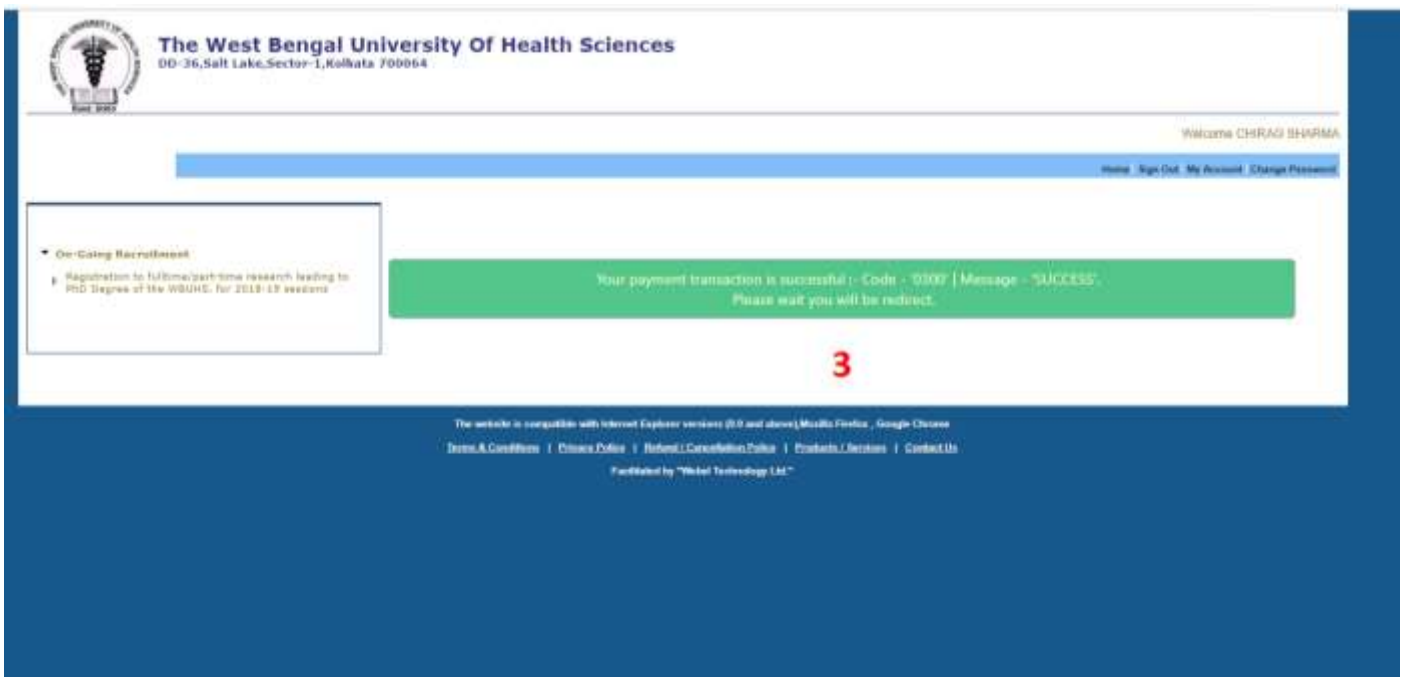 The West Bengal University Of Health Sciences
DD-36,Salt Lake,Sector-1,Kolkata 700064
Welcome CHIRAG SHARMA
Home Sign Out My Account Change Password
On-Going Recruitment
Registration to fulltime/part-time research leading to
PhD Degree of the WBUHS. for 2018-19 sessions
Your payment transaction is successful :- Code - '0300' | Message - 'SUCCESS'.
Please wait you will be redirect.
3
The website is compatible with Internet Explorer versions (8.0 and above),Mozilla Firefox , Google Chrome
Terms & Conditions | Privacy Police | Refund / Cancellation Police | Products / Services | Contact Us
Facilitated by "Webel Technology Ltd."